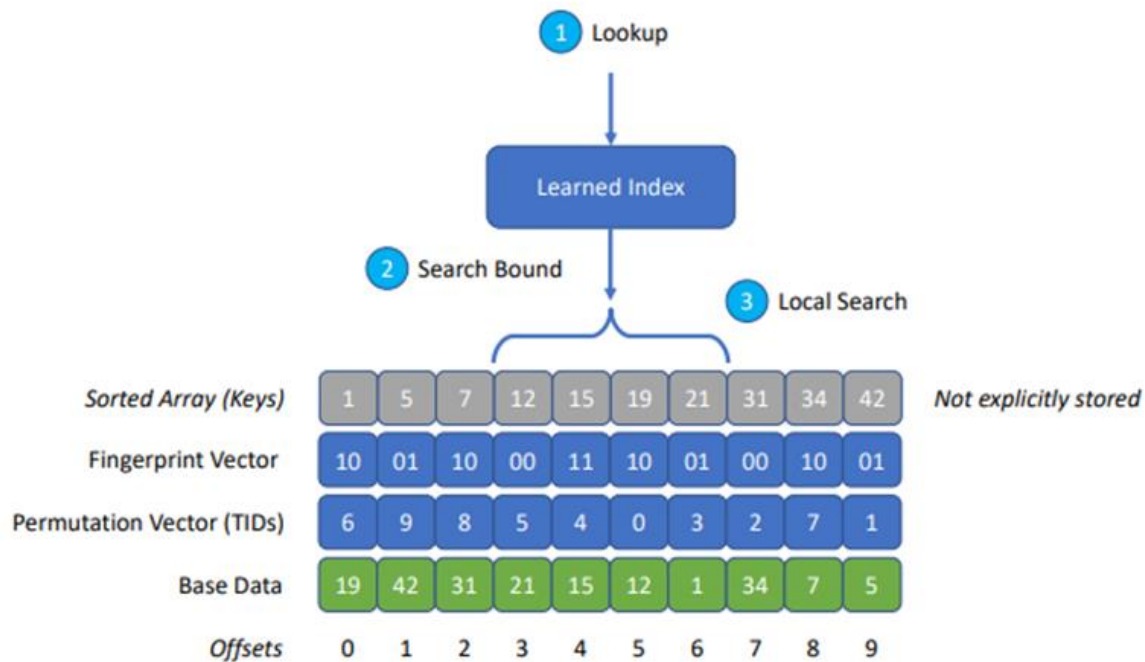 1 Lookup
Learned Index
2 Search Bound
3 Local Search
Sorted Array (Keys) 1 5 7 12 15 19 21 31 34 42 Not explicitly stored
Fingerprint Vector 10 01 10 00 11 10 01 00 10 01
Permutation Vector (TIDs) 6 9 8 5 4 0 3 2 7 1
Base Data 19 42 31 21 15 12 1 34 7 5
Offsets 0 1 2 3 4 5 6 7 8 9